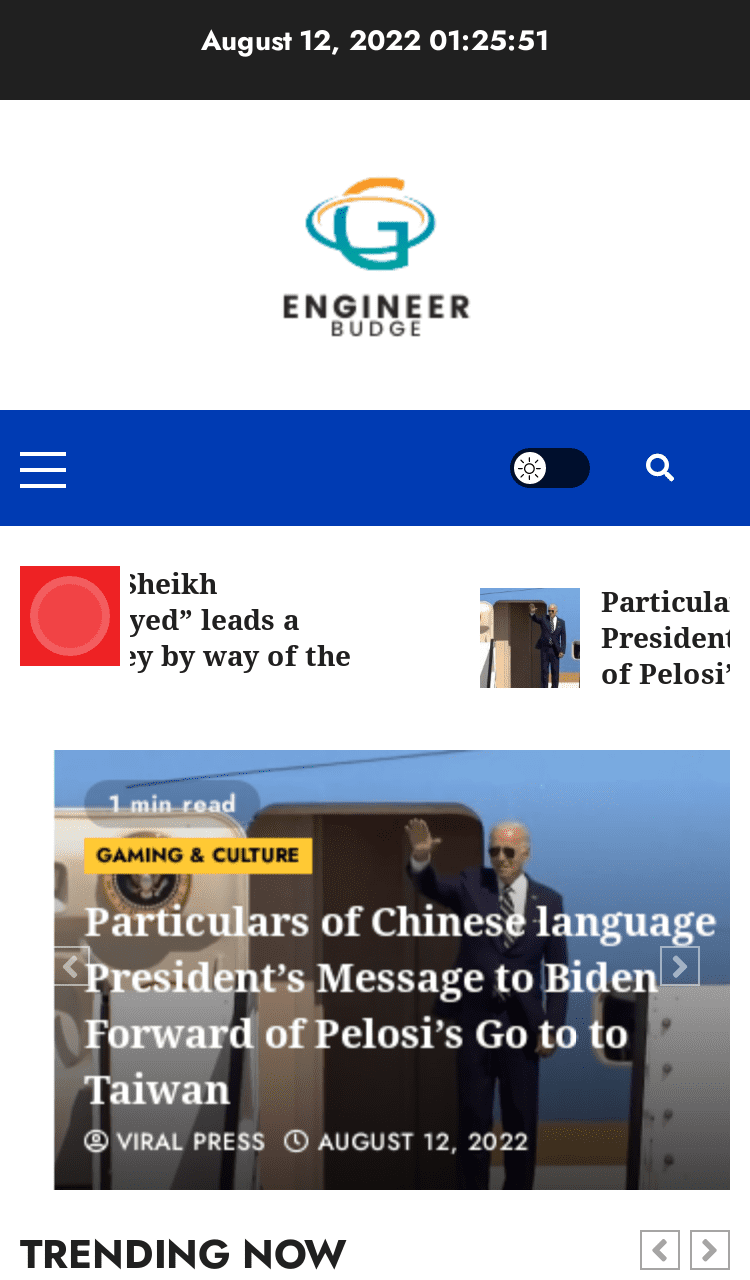 August 12, 2022 01:25:51
ENGINEER
BUDGE
Sheikh
yed” leads a
ey by way of the
Particula
President
of Pelosi’
1 min read
GAMING & CULTURE
Particulars of Chinese language
President’s Message to Biden
Forward of Pelosi’s Go to to
Taiwan
VIRAL PRESS AUGUST 12, 2022
TRENDING NOW